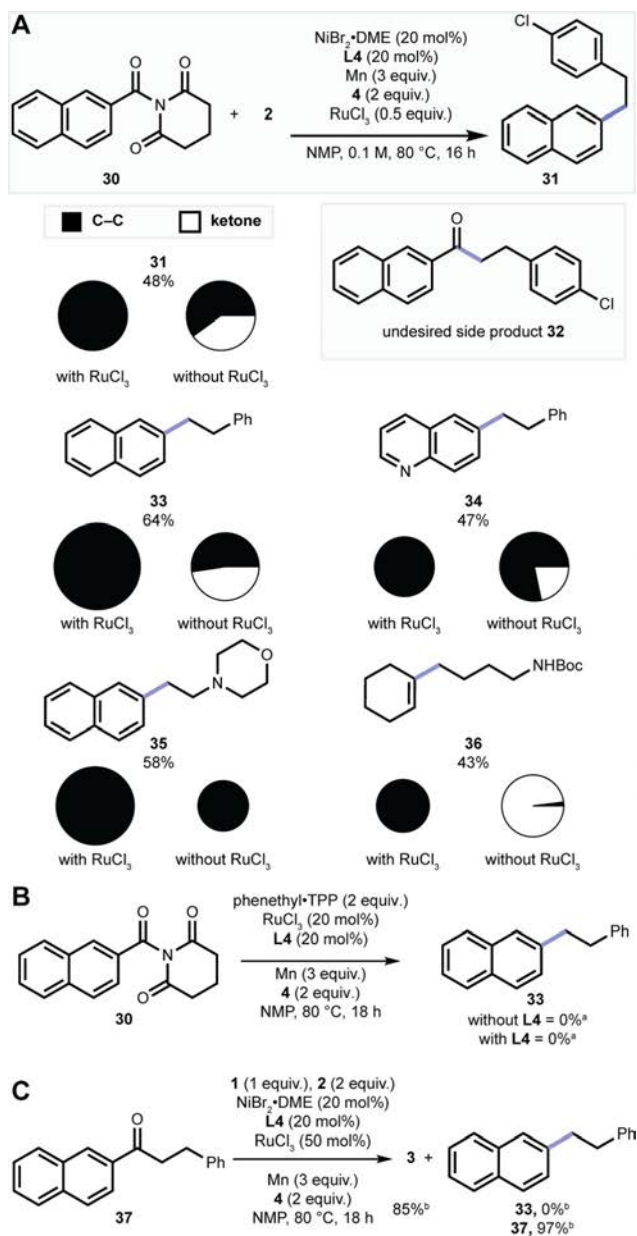 A
NiBr₂•DME (20 mol%)
L4 (20 mol%)
Mn (3 equiv.)
4 (2 equiv.)
RuCl₃ (0.5 equiv.)
NMP, 0.1 M, 80 °C, 16 h
O
O
N
O
30
+
2
Cl
31
C–C
ketone
31
48%
with RuCl₃
without RuCl₃
O
Cl
undesired side product 32
Ph
33
64%
with RuCl₃
without RuCl₃
Ph
N
34
47%
with RuCl₃
without RuCl₃
O
N
35
58%
with RuCl₃
without RuCl₃
NHBoc
36
43%
with RuCl₃
without RuCl₃
B
O
O
N
O
30
phenethyl•TPP (2 equiv.)
RuCl₃ (20 mol%)
L4 (20 mol%)
Mn (3 equiv.)
4 (2 equiv.)
NMP, 80 °C, 18 h
Ph
33
without L4 = 0%ᵃ
with L4 = 0%ᵃ
C
O
Ph
37
1 (1 equiv.), 2 (2 equiv.)
NiBr₂•DME (20 mol%)
L4 (20 mol%)
RuCl₃ (50 mol%)
Mn (3 equiv.)
4 (2 equiv.)
NMP, 80 °C, 18 h
3 +
85%ᵇ
Ph
33, 0%ᵇ
37, 97%ᵇ